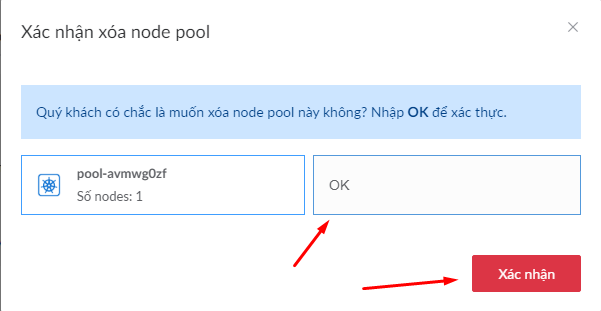 Xác nhận xóa node pool
Quý khách có chắc là muốn xóa node pool này không? Nhập OK để xác thực.
pool-avmwg0zf
Số nodes: 1
OK
Xác nhận